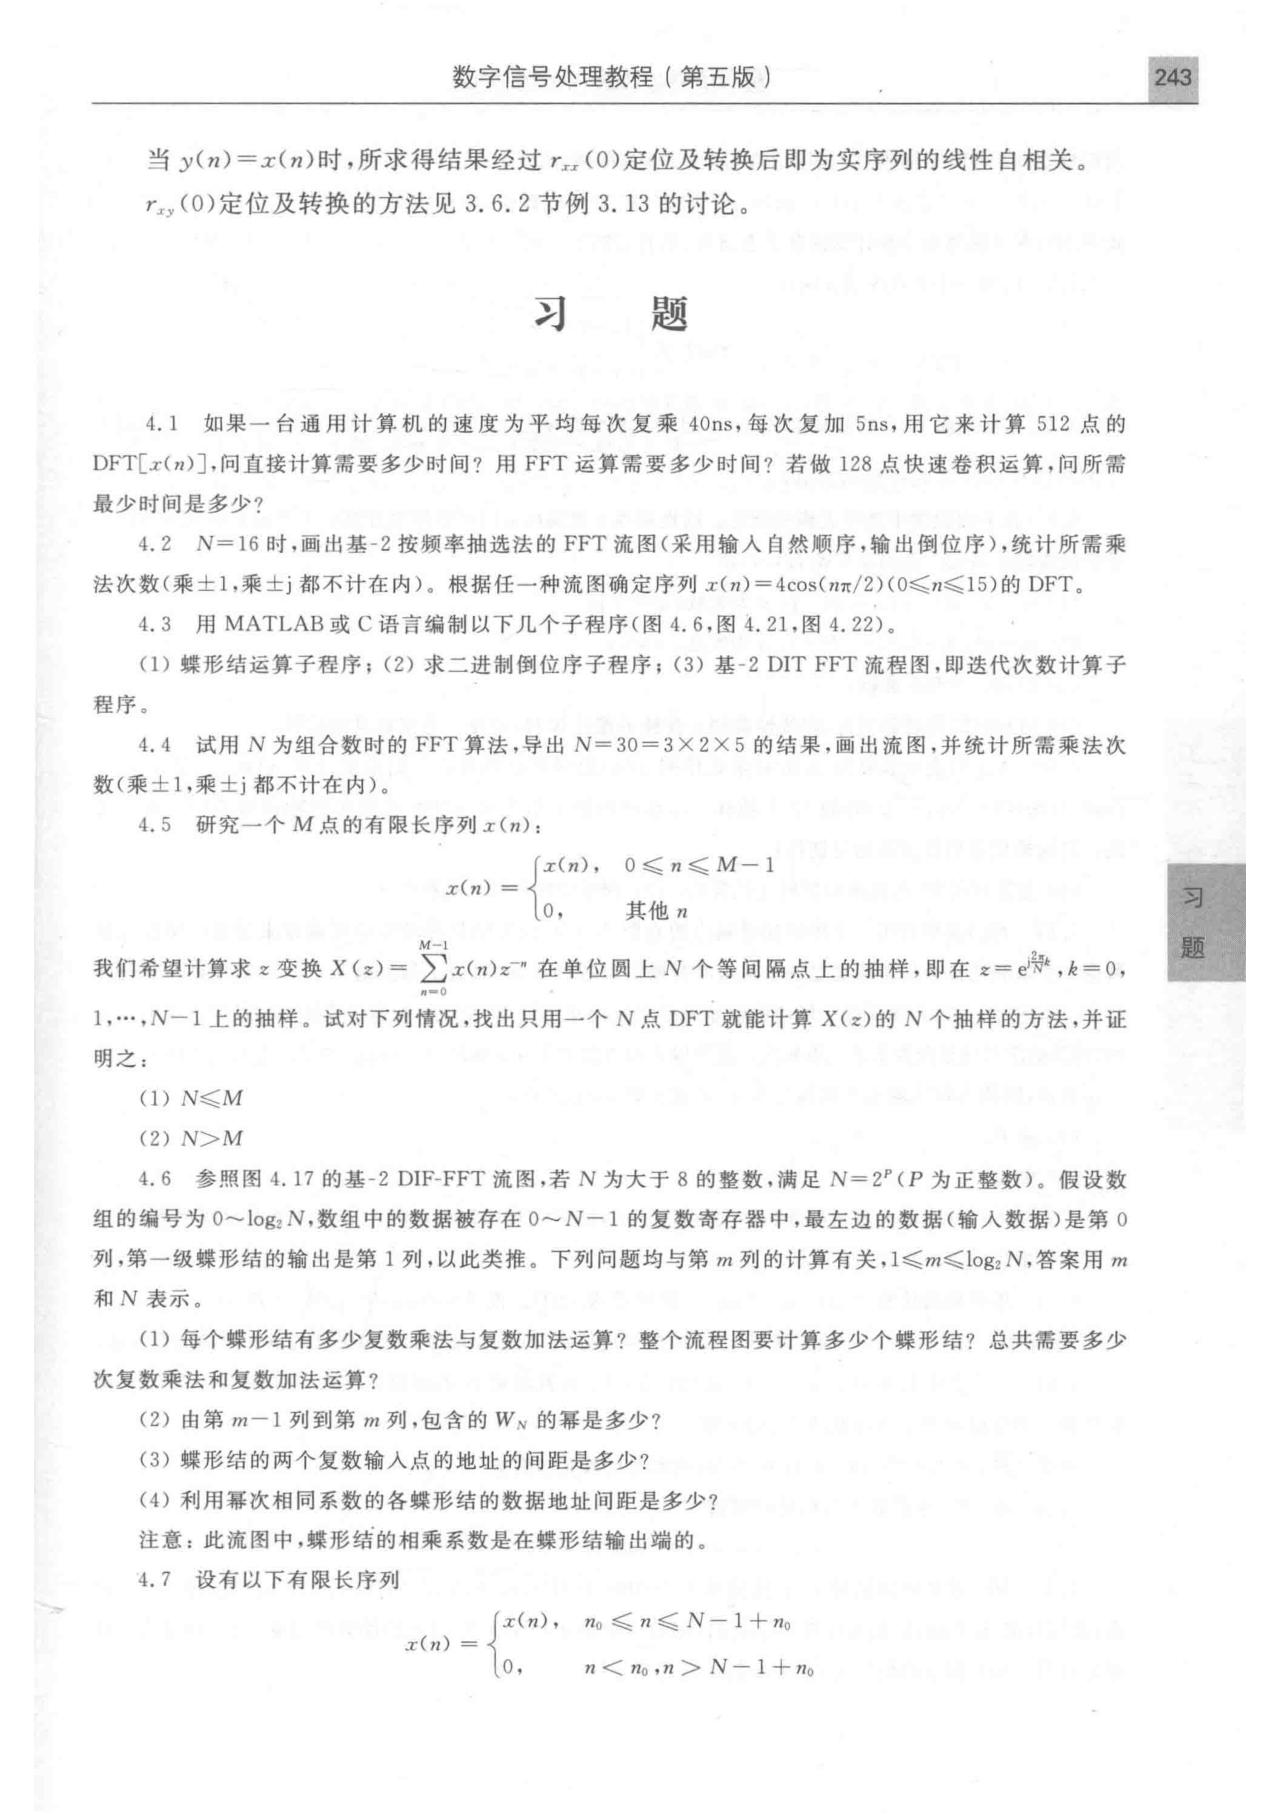 数字信号处理教程(第五版)
243
当 y(n)=x(n)时,所求得结果经过 rₓₓ(0)定位及转换后即为实序列的线性自相关。
r_xy(0)定位及转换的方法见 3.6.2 节例 3.13 的讨论。
习 题
4.1 如果一台通用计算机的速度为平均每次复乘 40ns,每次复加 5ns,用它来计算 512 点的
DFT[x(n)],问直接计算需要多少时间? 用 FFT 运算需要多少时间? 若做 128 点快速卷积运算,问所需
最少时间是多少?
4.2 N=16 时,画出基-2 按频率抽选法的 FFT 流图(采用输入自然顺序,输出倒位序),统计所需乘
法次数(乘±1,乘±j 都不计在内)。根据任一种流图确定序列 x(n)=4cos(nπ/2)(0≤n≤15)的 DFT。
4.3 用 MATLAB 或 C 语言编制以下几个子程序(图 4.6,图 4.21,图 4.22)。
(1) 蝶形结运算子程序; (2) 求二进制倒位序子程序; (3) 基-2 DIT FFT 流程图,即迭代次数计算子
程序。
4.4 试用 N 为组合数时的 FFT 算法,导出 N=30=3×2×5 的结果,画出流图,并统计所需乘法次
数(乘±1,乘±j 都不计在内)。
4.5 研究一个 M 点的有限长序列 x(n):
x(n) = { x(n), 0≤n≤M−1
0, 其他 n
我们希望计算求 z 变换 X(z)= ∑_{n=0}^{M−1} x(n)z⁻ⁿ 在单位圆上 N 个等间隔点上的抽样,即在 z=e^{j\frac{2π}{N}k},k=0,
1,…,N−1 上的抽样。试对下列情况,找出只用一个 N 点 DFT 就能计算 X(z)的 N 个抽样的方法,并证
明之:
(1) N≤M
(2) N>M
4.6 参照图 4.17 的基-2 DIF-FFT 流图,若 N 为大于 8 的整数,满足 N=2^P(P 为正整数)。假设数
组的编号为 0～log₂N,数组中的数据被存在 0～N−1 的复数寄存器中,最左边的数据(输入数据)是第 0
列,第一级蝶形结的输出是第 1 列,以此类推。下列问题均与第 m 列的计算有关,1≤m≤log₂N,答案用 m
和 N 表示。
(1) 每个蝶形结有多少复数乘法与复数加法运算? 整个流程图要计算多少个蝶形结? 总共需要多少
次复数乘法和复数加法运算?
(2) 由第 m−1 列到第 m 列,包含的 W_N 的幂是多少?
(3) 蝶形结的两个复数输入点的地址的间距是多少?
(4) 利用幂次相同系数的各蝶形结的数据地址间距是多少?
注意: 此流图中,蝶形结的相乘系数是在蝶形结输出端的。
4.7 设有以下有限长序列
x(n) = { x(n), n₀≤n≤N−1+n₀
0, n<n₀,n>N−1+n₀
习
题